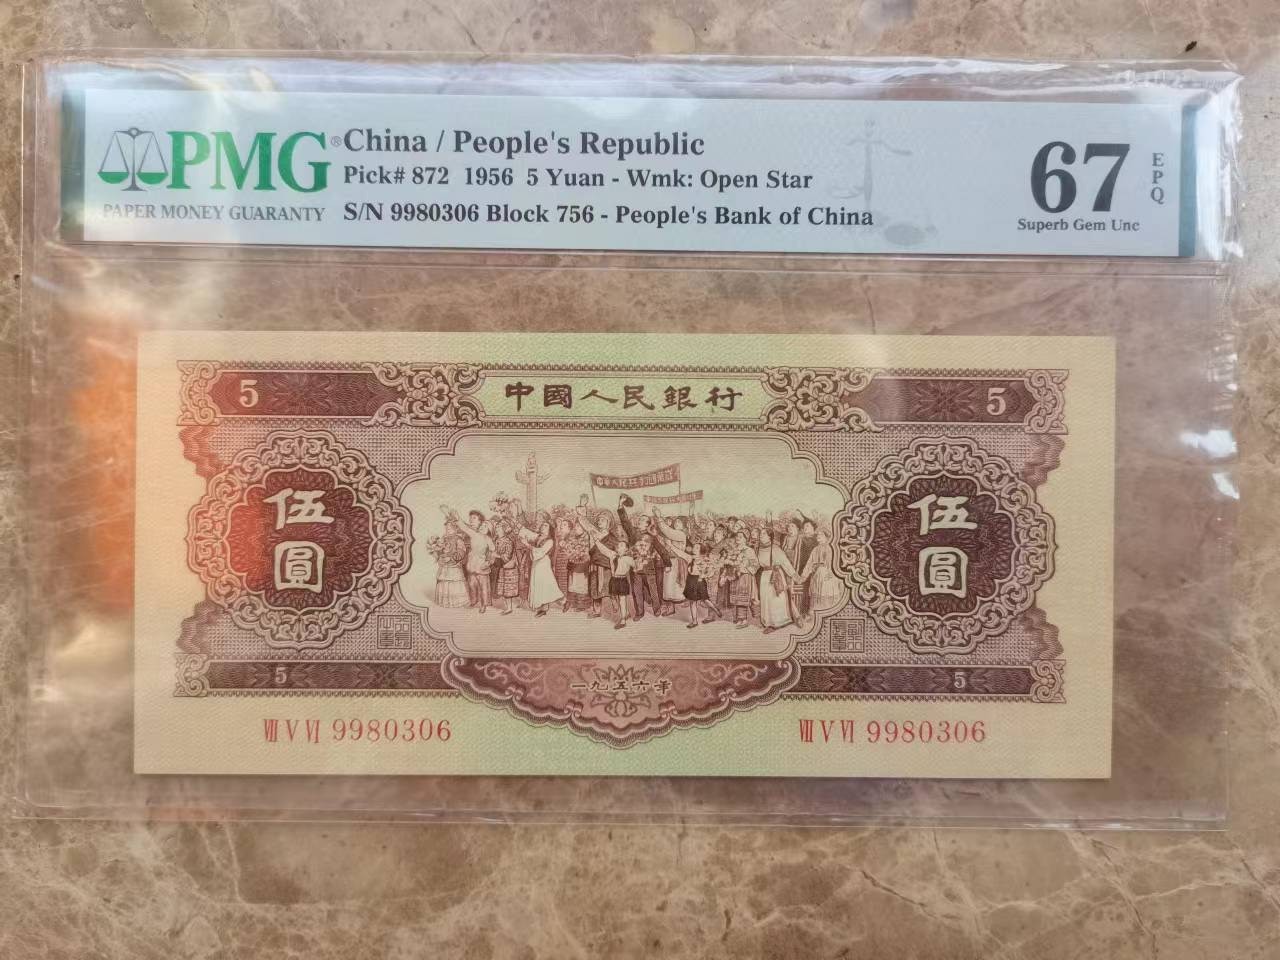 PMG®
PAPER MONEY GUARANTY
China / People's Republic
Pick# 872 1956 5 Yuan - Wmk: Open Star
S/N 9980306 Block 756 - People's Bank of China
67
EPQ
Superb Gem Unc
5
中國人民銀行
5
伍圓
伍圓
5
一九五六年
5
ⅦⅤⅥ 9980306
ⅦⅤⅥ 9980306